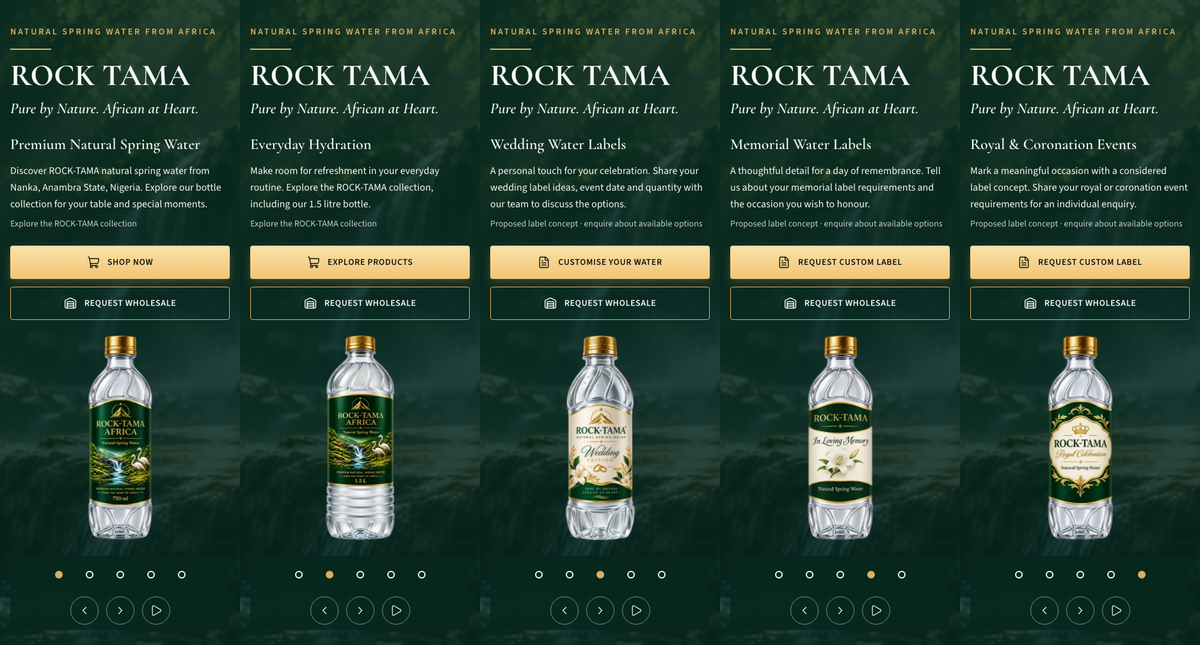 NATURAL SPRING WATER FROM AFRICA
ROCK TAMA
Pure by Nature. African at Heart.
Premium Natural Spring Water
Discover ROCK-TAMA natural spring water from
Nanka, Anambra State, Nigeria. Explore our bottle
collection for your table and special moments.
Explore the ROCK-TAMA collection
SHOP NOW
REQUEST WHOLESALE
ROCK-TAMA
AFRICA
Natural Spring Water
750 ml
NATURAL SPRING WATER FROM AFRICA
ROCK TAMA
Pure by Nature. African at Heart.
Everyday Hydration
Make room for refreshment in your everyday
routine. Explore the ROCK-TAMA collection,
including our 1.5 litre bottle.
Explore the ROCK-TAMA collection
EXPLORE PRODUCTS
REQUEST WHOLESALE
ROCK-TAMA
AFRICA
Natural Spring Water
1.5 L
NATURAL SPRING WATER FROM AFRICA
ROCK TAMA
Pure by Nature. African at Heart.
Wedding Water Labels
A personal touch for your celebration. Share your
wedding label ideas, event date and quantity with
our team to discuss the options.
Proposed label concept · enquire about available options
CUSTOMISE YOUR WATER
REQUEST WHOLESALE
ROCK-TAMA
NATURAL SPRING WATER
Wedding
EDITION
NATURAL SPRING WATER FROM AFRICA
ROCK TAMA
Pure by Nature. African at Heart.
Memorial Water Labels
A thoughtful detail for a day of remembrance. Tell
us about your memorial label requirements and
the occasion you wish to honour.
Proposed label concept · enquire about available options
REQUEST CUSTOM LABEL
REQUEST WHOLESALE
ROCK-TAMA
In Loving Memory
Natural Spring Water
NATURAL SPRING WATER FROM AFRICA
ROCK TAMA
Pure by Nature. African at Heart.
Royal & Coronation Events
Mark a meaningful occasion with a considered
label concept. Share your royal or coronation event
requirements for an individual enquiry.
Proposed label concept · enquire about available options
REQUEST CUSTOM LABEL
REQUEST WHOLESALE
ROCK-TAMA
Royal Celebration
Natural Spring Water